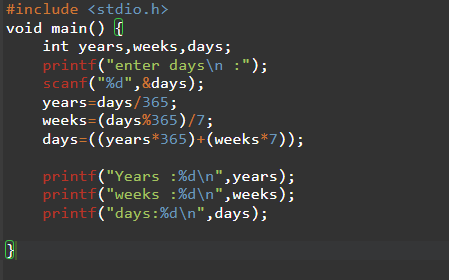 #include <stdio.h>
void main() {
    int years,weeks,days;
    printf("enter days\n :");
    scanf("%d",&days);
    years=days/365;
    weeks=(days%365)/7;
    days=((years*365)+(weeks*7));

    printf("Years :%d\n",years);
    printf("weeks :%d\n",weeks);
    printf("days:%d\n",days);

}